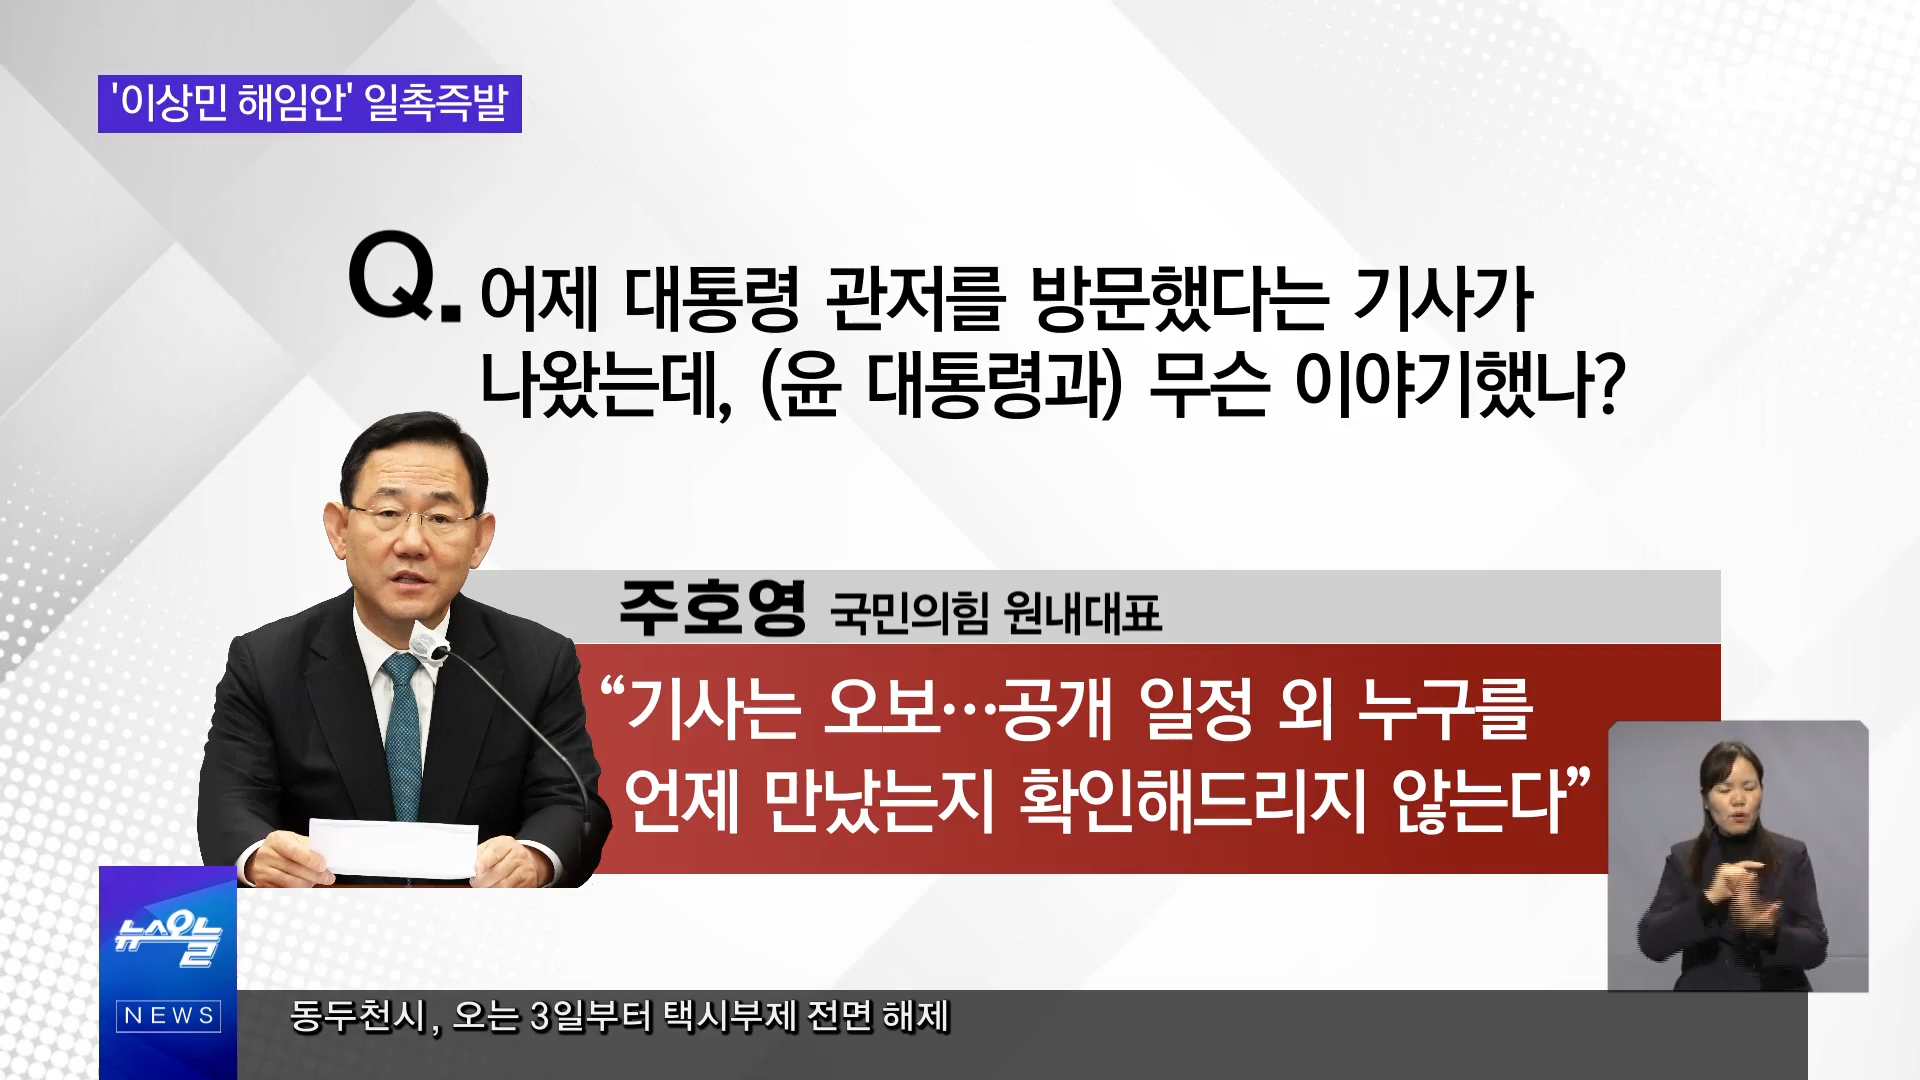 '이상민 해임안' 일촉즉발
Q. 어제 대통령 관저를 방문했다는 기사가
나왔는데, (윤 대통령과) 무슨 이야기했나?
주호영 국민의힘 원내대표
“기사는 오보…공개 일정 외 누구를
언제 만났는지 확인해드리지 않는다”
뉴스오늘
NEWS
동두천시, 오는 3일부터 택시부제 전면 해제